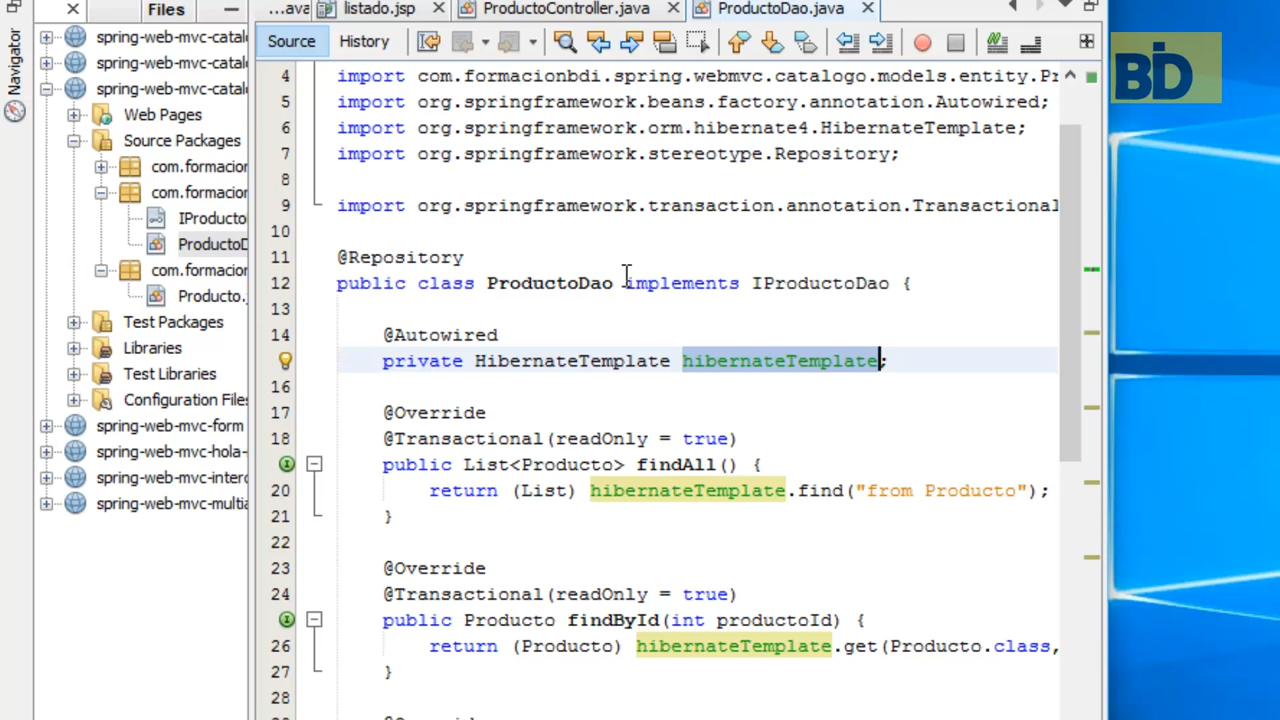 ...ava
listado.jsp
ProductoController.java
ProductoDao.java
Files
Navigator
Source
History
BD
spring-web-mvc-catal
spring-web-mvc-catal
spring-web-mvc-catal
Web Pages
Source Packages
com.formacion
com.formacion
IProducto
ProductoD
com.formacion
Producto.
Test Packages
Libraries
Test Libraries
Configuration Files
spring-web-mvc-form
spring-web-mvc-hola-
spring-web-mvc-interc
spring-web-mvc-multia
4 import com.formacionbdi.spring.webmvc.catalogo.models.entity.Pr
5 import org.springframework.beans.factory.annotation.Autowired;
6 import org.springframework.orm.hibernate4.HibernateTemplate;
7 import org.springframework.stereotype.Repository;
8
9 import org.springframework.transaction.annotation.Transactional
10
11 @Repository
12 public class ProductoDao implements IProductoDao {
13
14 @Autowired
private HibernateTemplate hibernateTemplate;
16
17 @Override
18 @Transactional(readOnly = true)
public List<Producto> findAll() {
20 return (List) hibernateTemplate.find("from Producto");
21 }
22
23 @Override
24 @Transactional(readOnly = true)
public Producto findById(int productoId) {
26 return (Producto) hibernateTemplate.get(Producto.class,
27 }
28